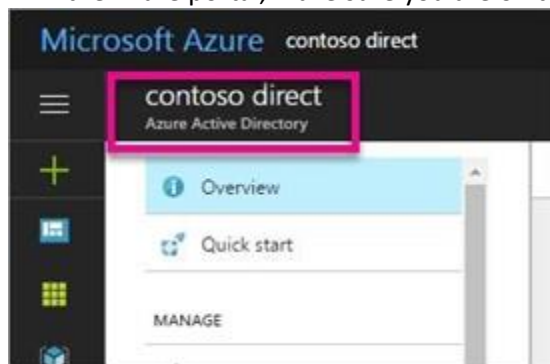 Microsoft Azure contoso direct
contoso direct
Azure Active Directory
Overview
Quick start
MANAGE